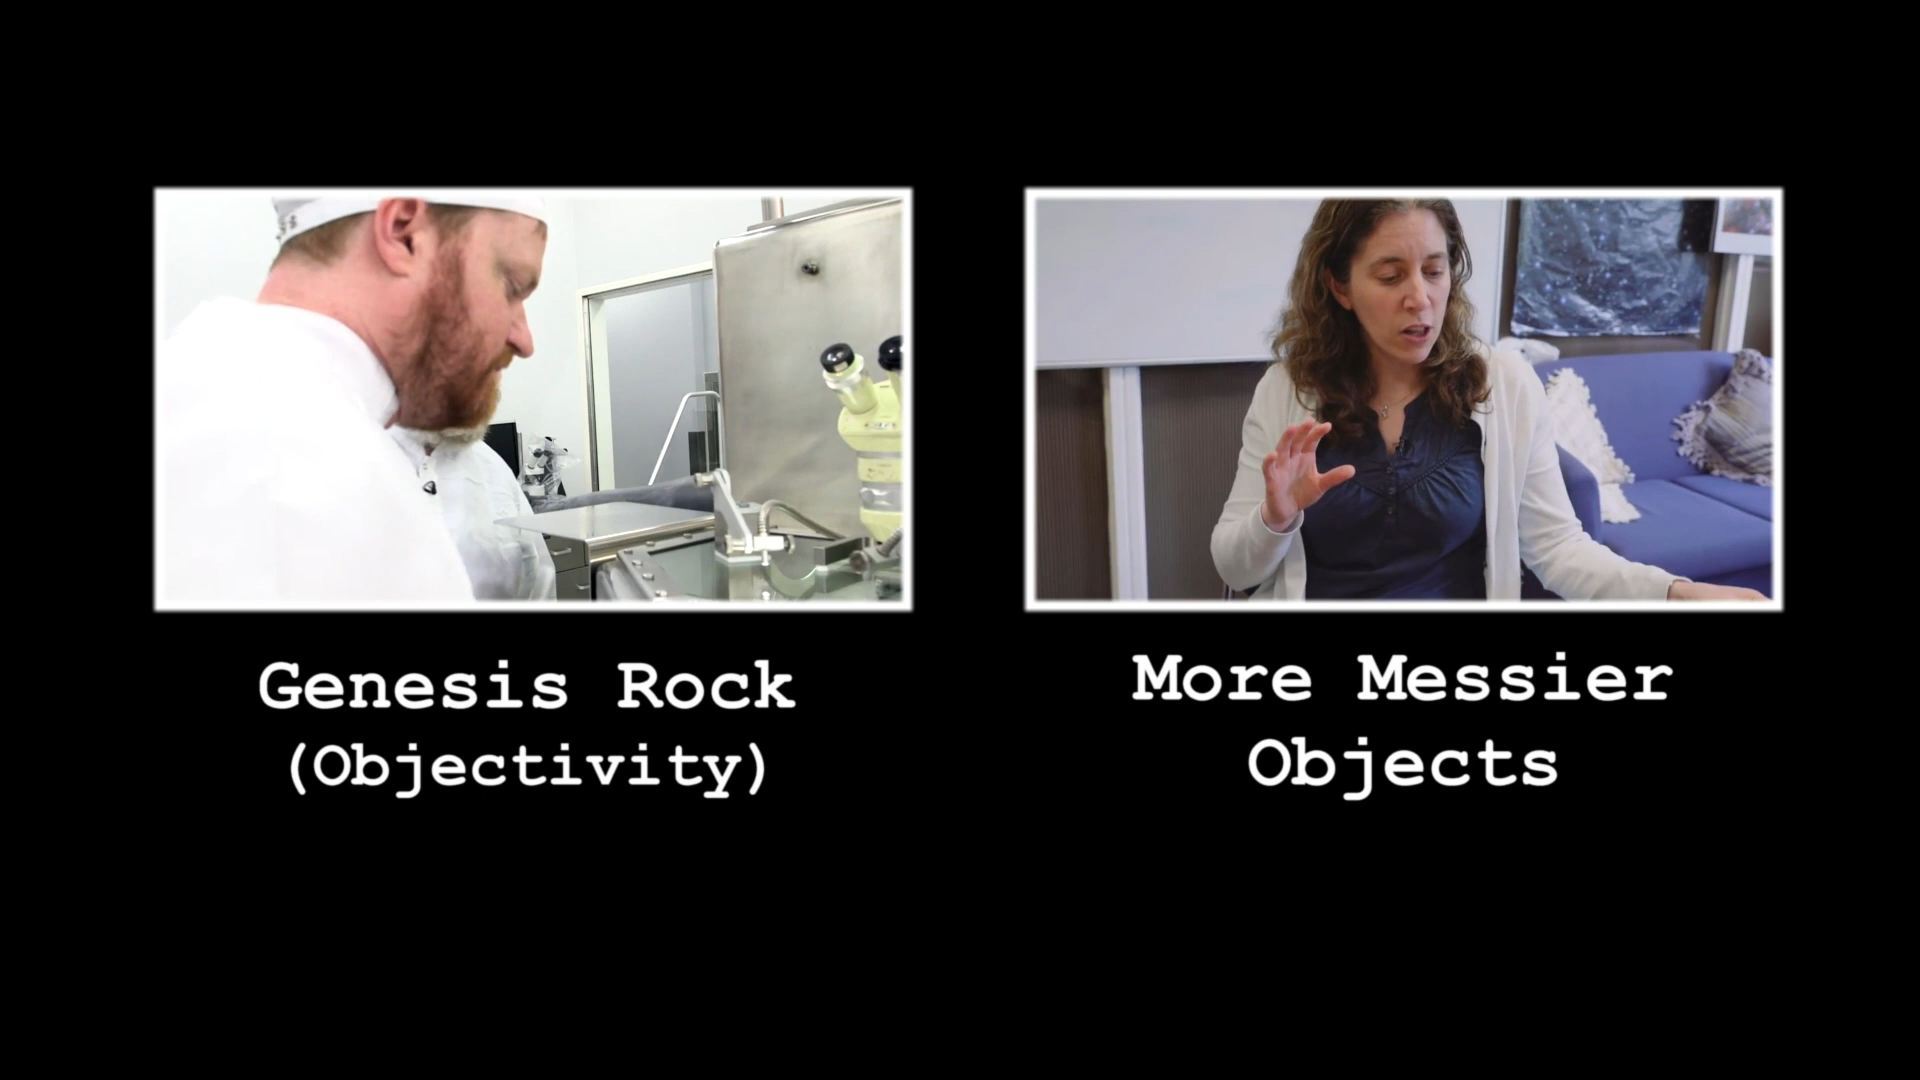 Genesis Rock
(Objectivity)
More Messier
Objects